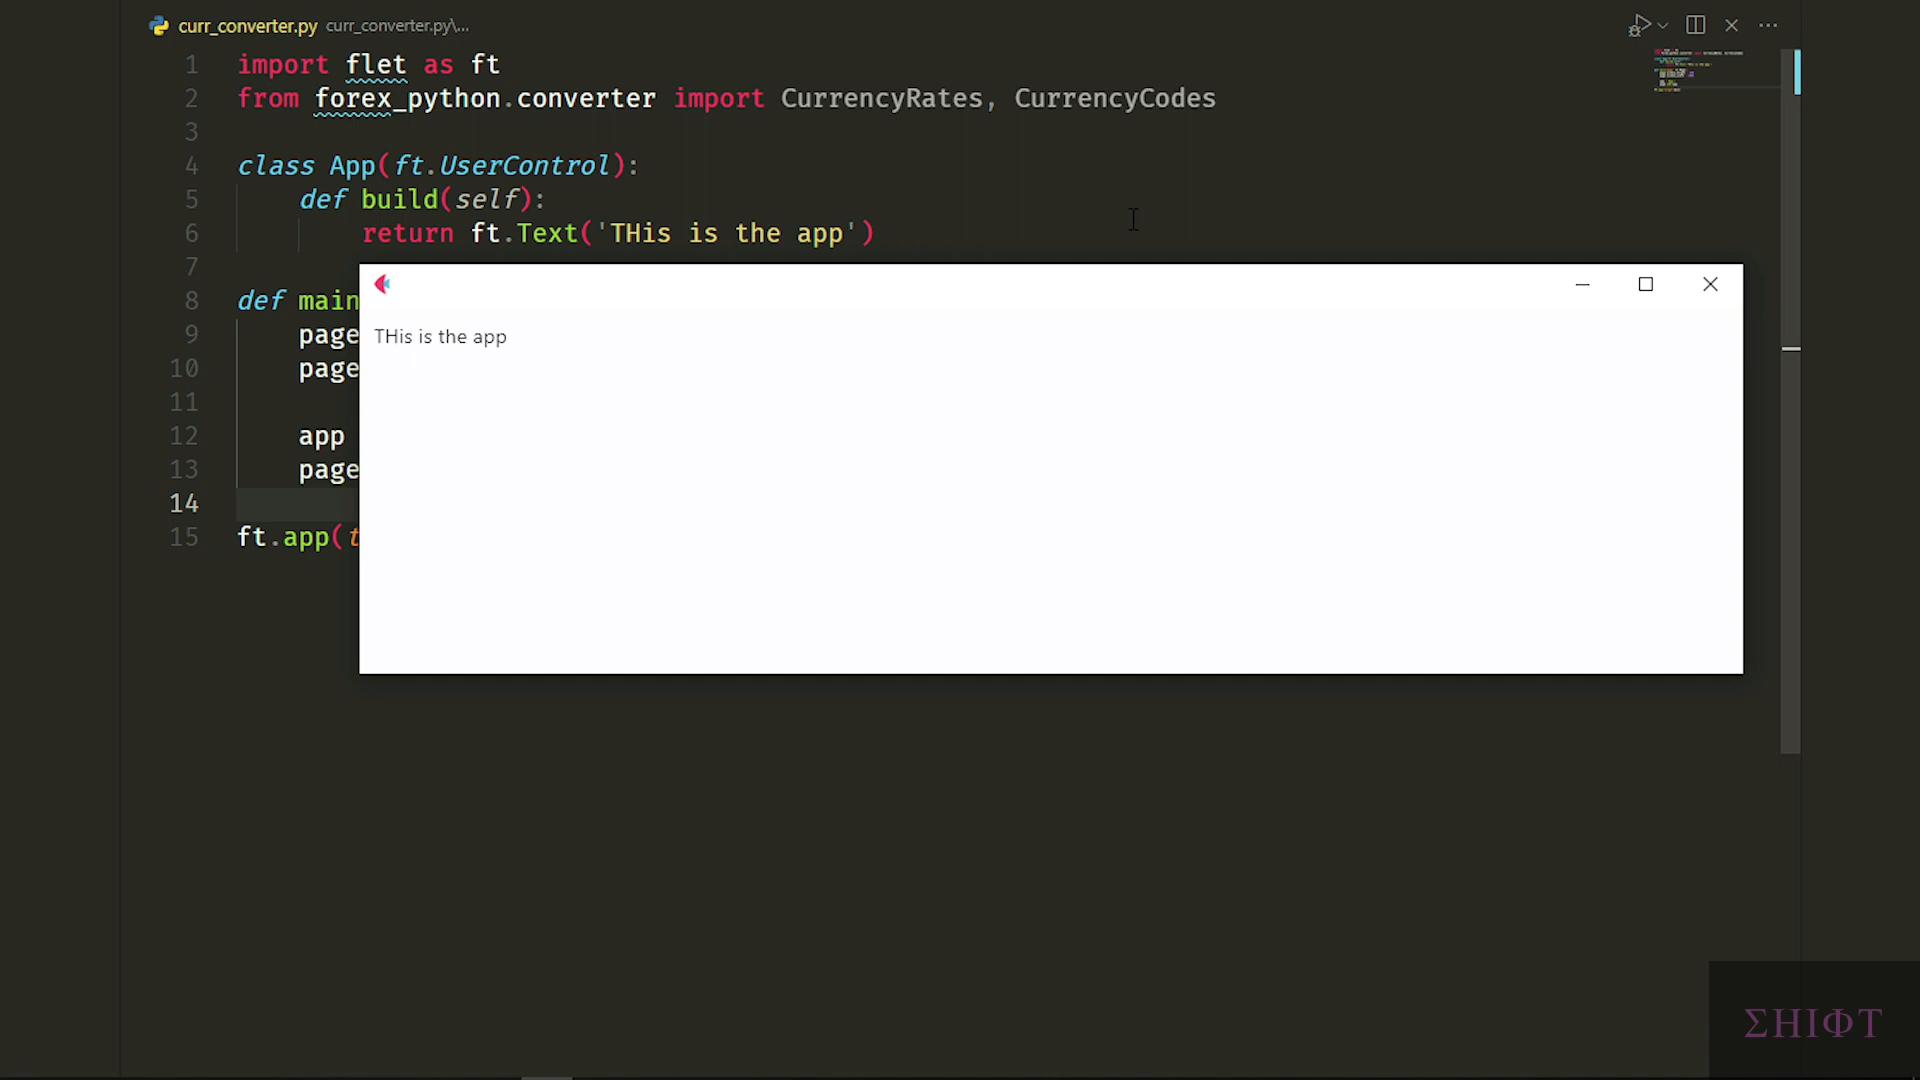 curr_converter.py curr_converter.py\...
1 import flet as ft
2 from forex_python.converter import CurrencyRates, CurrencyCodes
3
4 class App(ft.UserControl):
5 def build(self):
6 return ft.Text('THis is the app')
7
8 def main
9 page
10 page
11
12 app
13 page
14
15 ft.app(t
THis is the app
ΣHIΦT